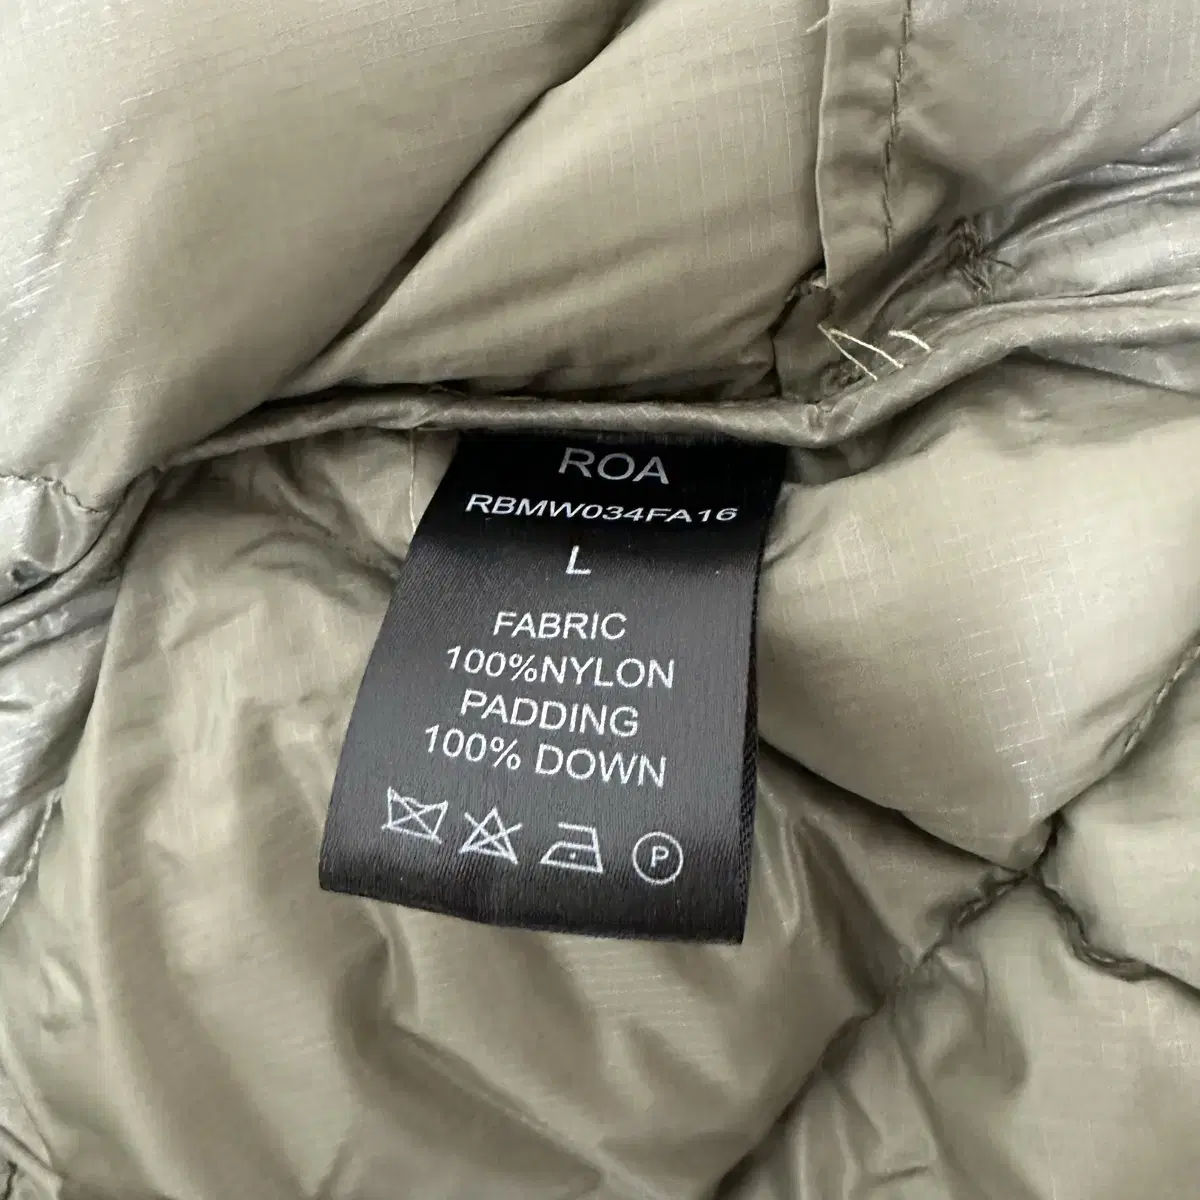 ROA
RBMW034FA16
L
FABRIC
100%NYLON
PADDING
100% DOWN
P